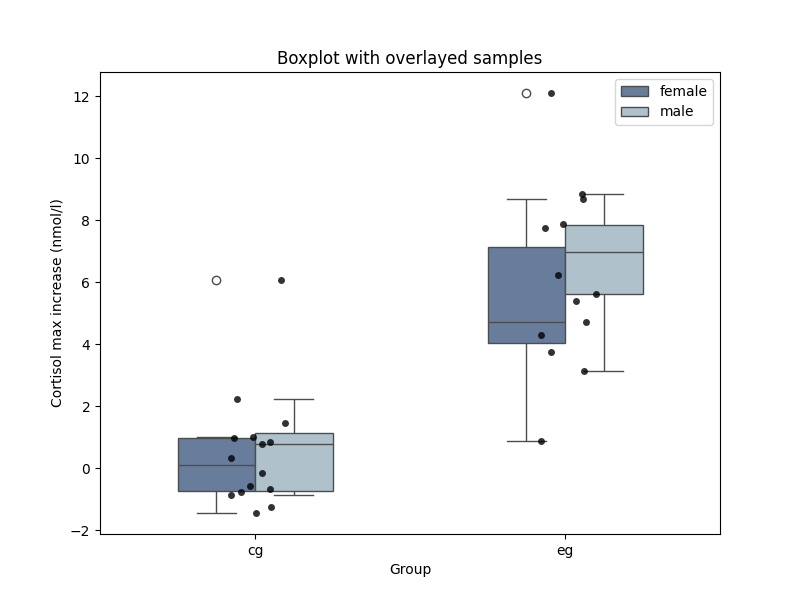 Boxplot with overlayed samples
female
male
Cortisol max increase (nmol/l)
12
10
8
6
4
2
0
−2
cg
eg
Group